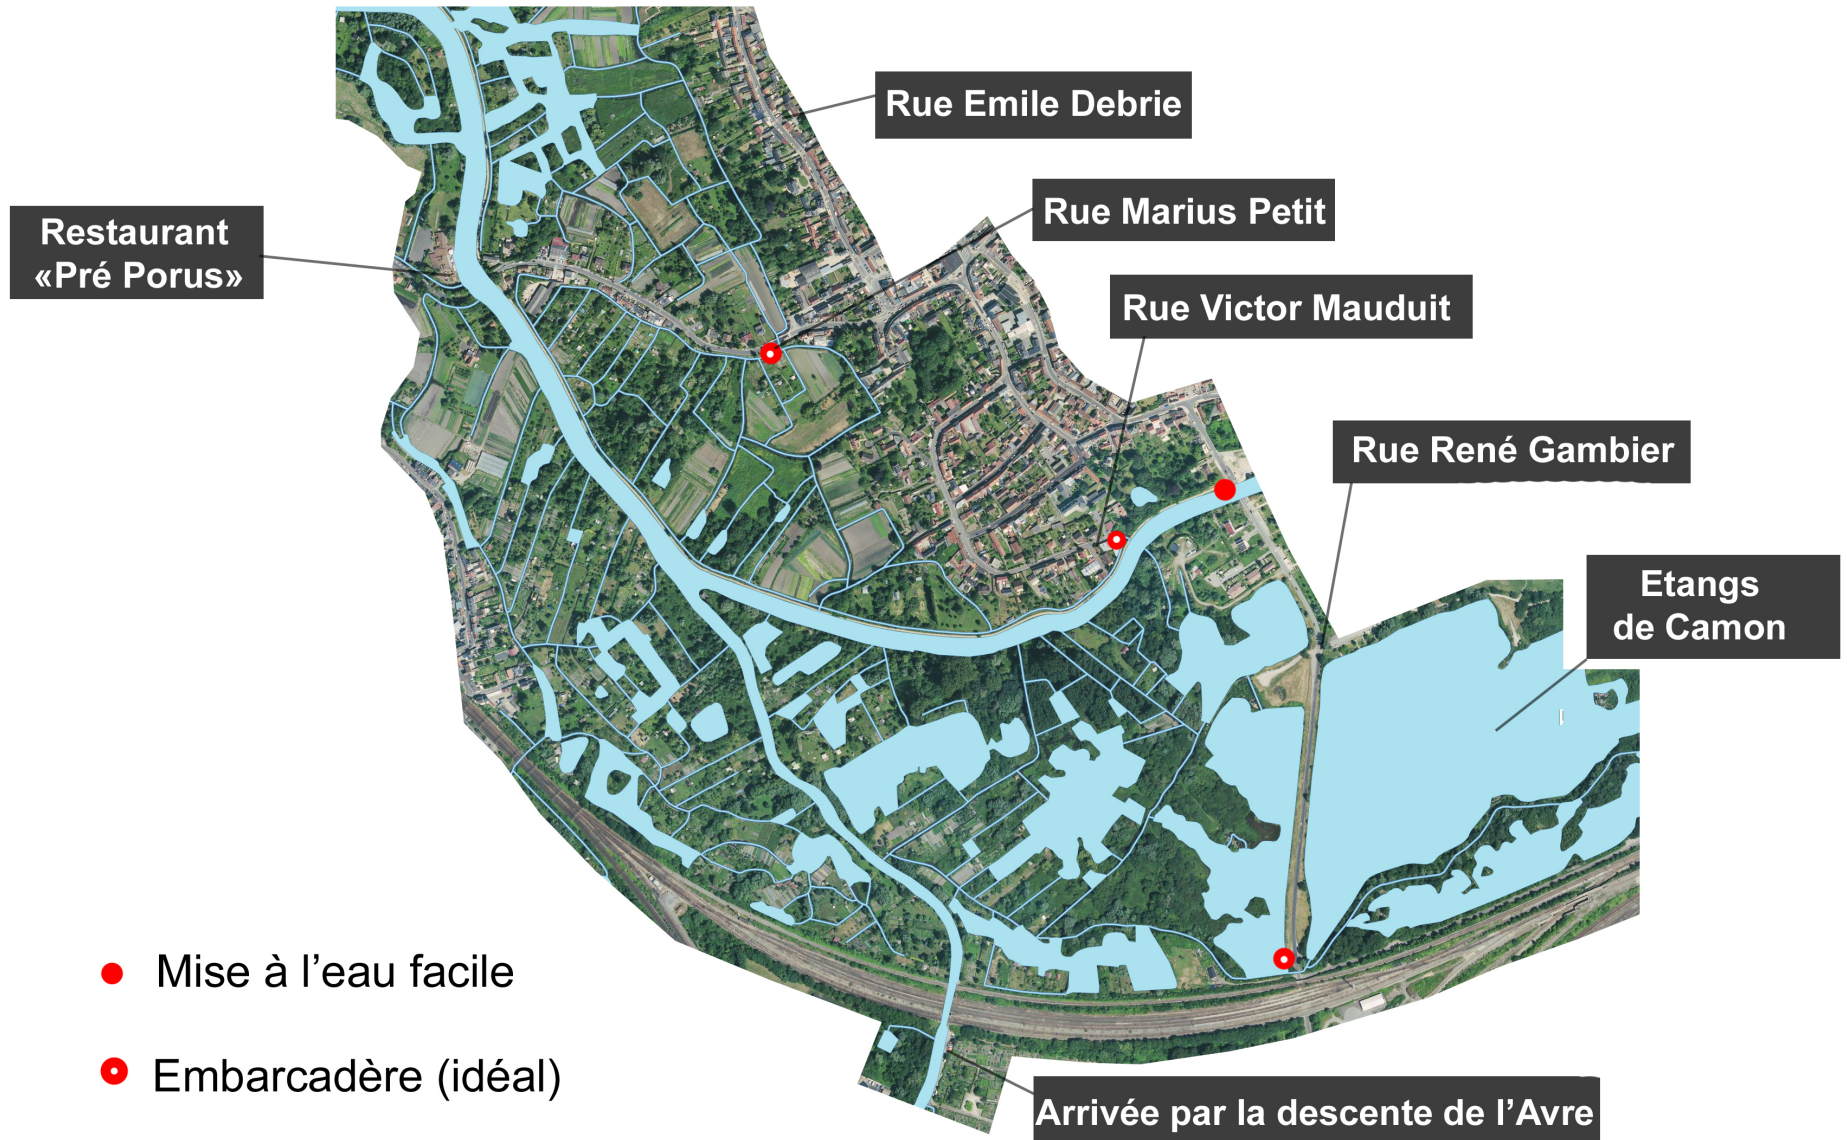 Rue Emile Debrie
Rue Marius Petit
Restaurant
«Pré Porus»
Rue Victor Mauduit
Rue René Gambier
Etangs
de Camon
Mise à l’eau facile
Embarcadère (idéal)
Arrivée par la descente de l’Avre